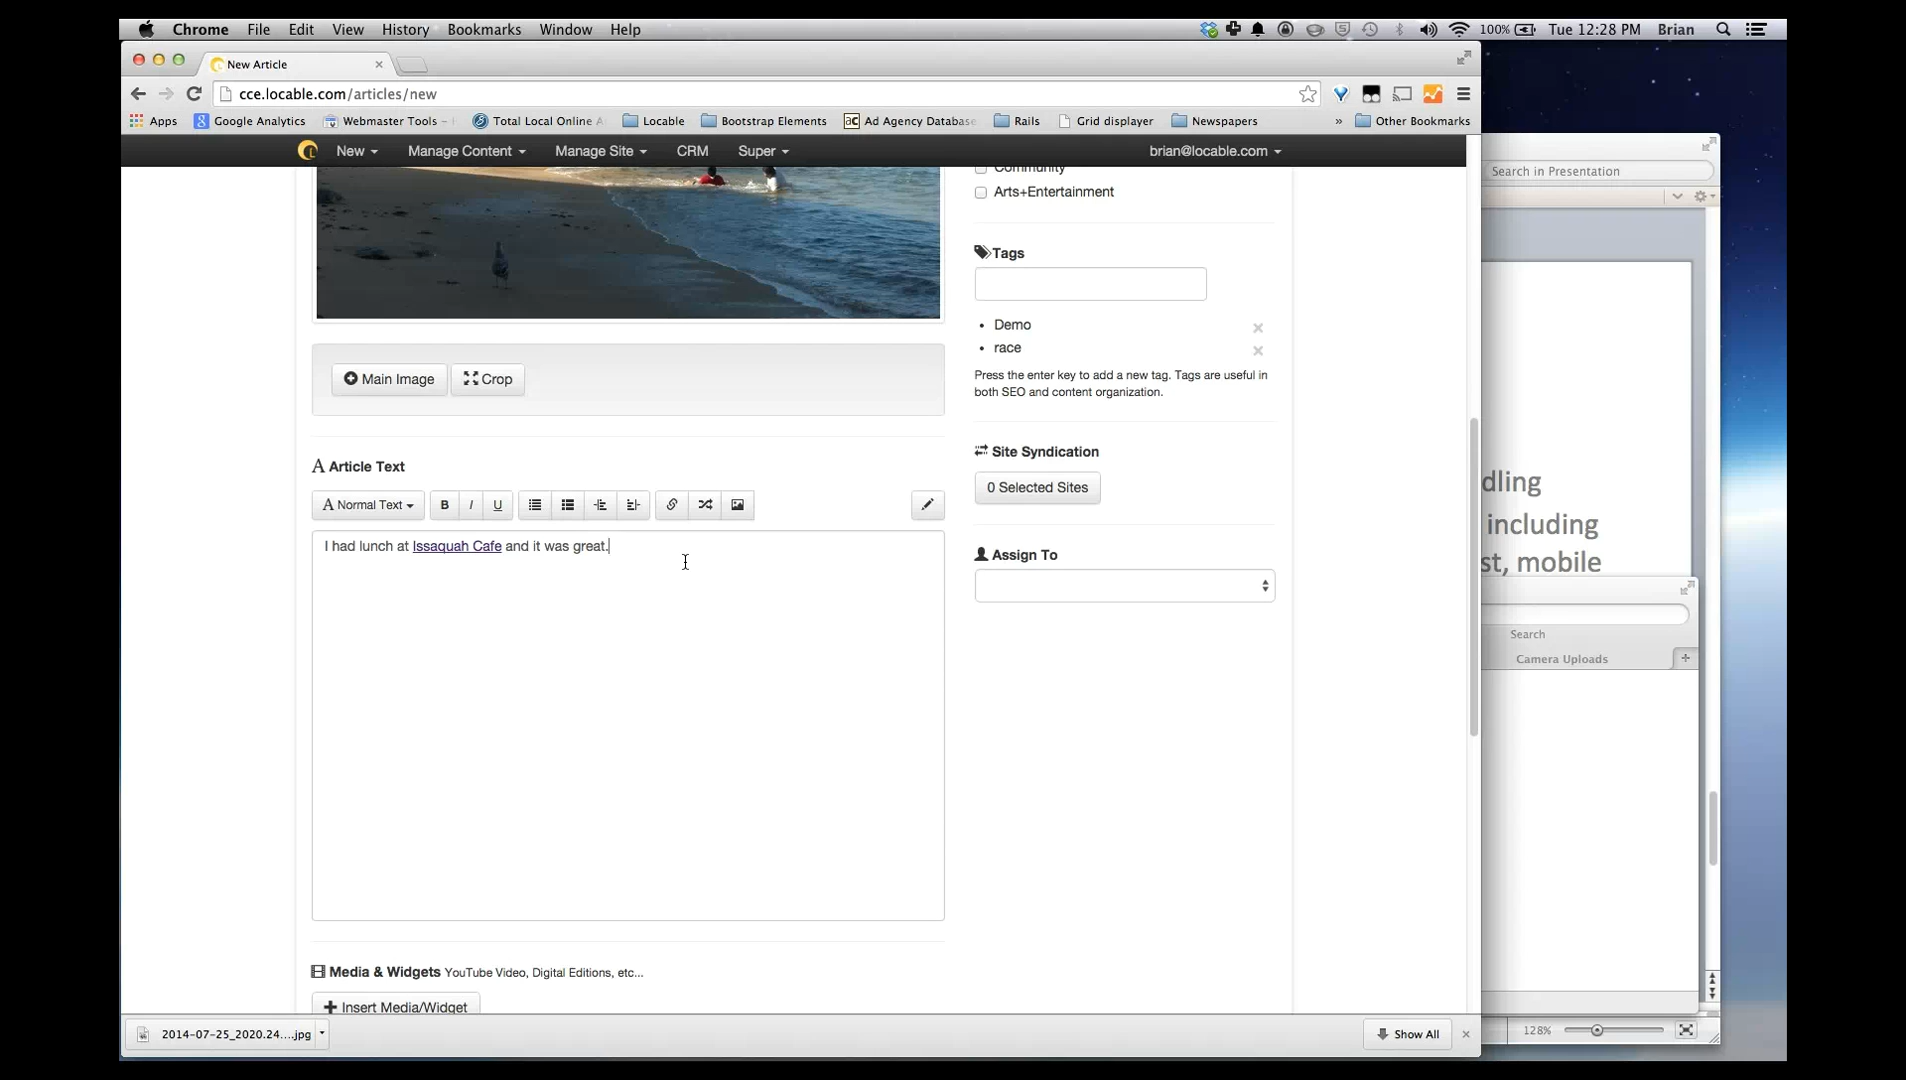 Chrome File Edit View History Bookmarks Window Help
100% Tue 12:28 PM Brian
New Article
cce.locable.com/articles/new
Apps Google Analytics Webmaster Tools - Total Local Online A Locable Bootstrap Elements Ad Agency Database Rails Grid displayer Newspapers » Other Bookmarks
New Manage Content Manage Site CRM Super brian@locable.com
Search in Presentation
Community
Arts+Entertainment
Tags
Demo
race
Press the enter key to add a new tag. Tags are useful in
both SEO and content organization.
Main Image Crop
Site Syndication
0 Selected Sites
A Article Text
A Normal Text B I U
I had lunch at Issaquah Cafe and it was great.
Assign To
dling
including
st, mobile
Search
Camera Uploads
Media & Widgets YouTube Video, Digital Editions, etc...
Insert Media/Widget
2014-07-25_2020.24....jpg
Show All
128%